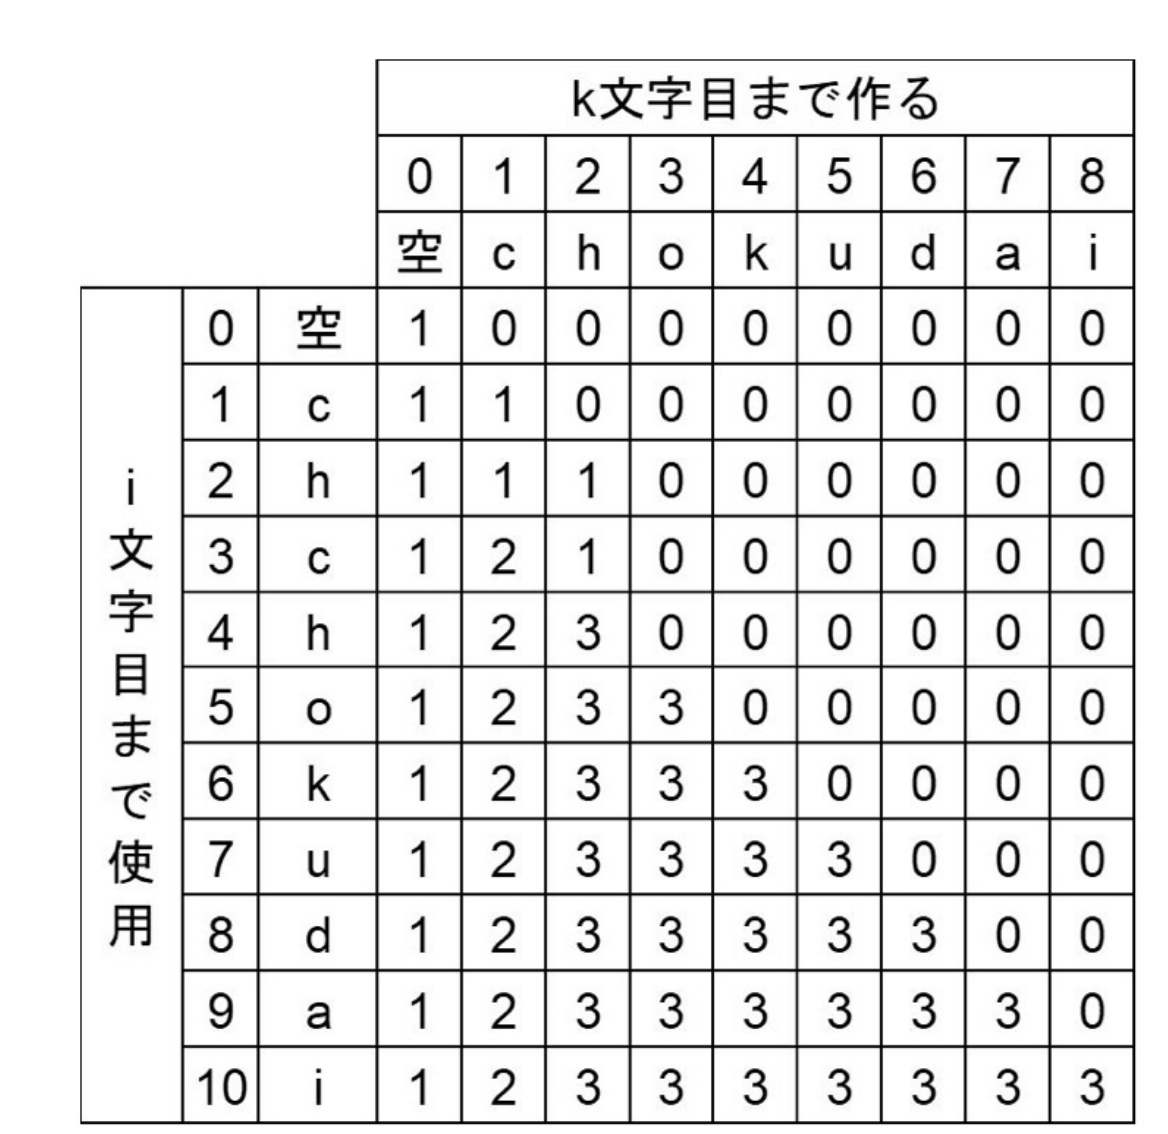 k文字目まで作る
0 1 2 3 4 5 6 7 8
空 c h o k u d a i
i文字目まで使用
0 空 1 0 0 0 0 0 0 0 0
1 c 1 1 0 0 0 0 0 0 0
2 h 1 1 1 0 0 0 0 0 0
3 c 1 2 1 0 0 0 0 0 0
4 h 1 2 3 0 0 0 0 0 0
5 o 1 2 3 3 0 0 0 0 0
6 k 1 2 3 3 3 0 0 0 0
7 u 1 2 3 3 3 3 0 0 0
8 d 1 2 3 3 3 3 3 0 0
9 a 1 2 3 3 3 3 3 3 0
10 i 1 2 3 3 3 3 3 3 3